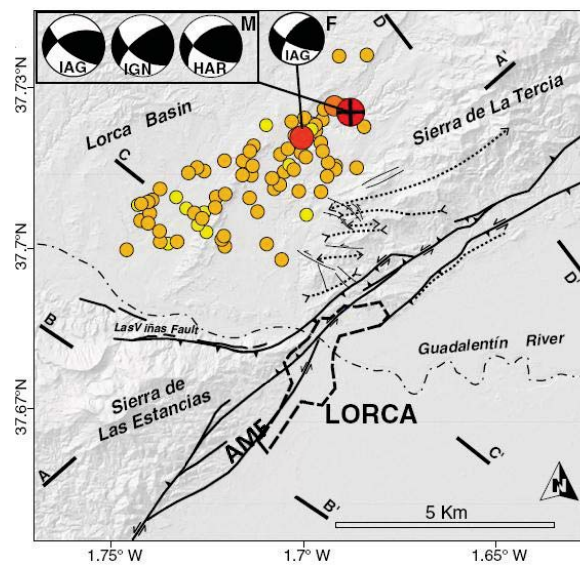 M
F
IAG
IGN
HAR
IAG
D
A'
37.73°N
Lorca Basin
Sierra de La Tercia
C
37.7°N
D'
B
LasViñas Fault
Guadalentín River
Sierra de
Las Estancias
37.67°N
LORCA
AMF
A
C'
B'
N
5 Km
1.75° W
1.7° W
1.65° W